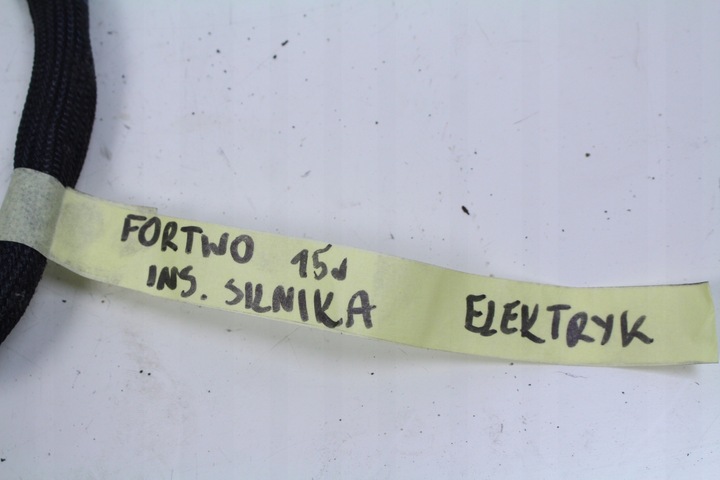 FORTWO 15r
INS. SILNIKA
ELEKTRYK